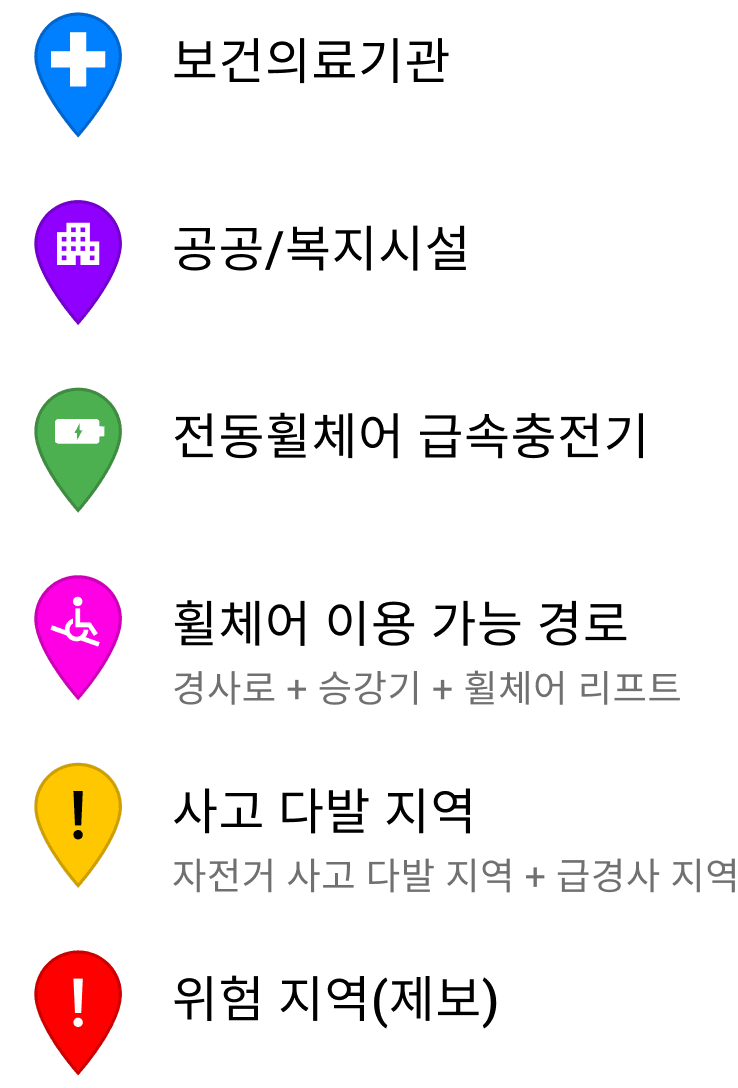 보건의료기관
공공/복지시설
전동휠체어 급속충전기
휠체어 이용 가능 경로
경사로 + 승강기 + 휠체어 리프트
사고 다발 지역
자전거 사고 다발 지역 + 급경사 지역
위험 지역(제보)